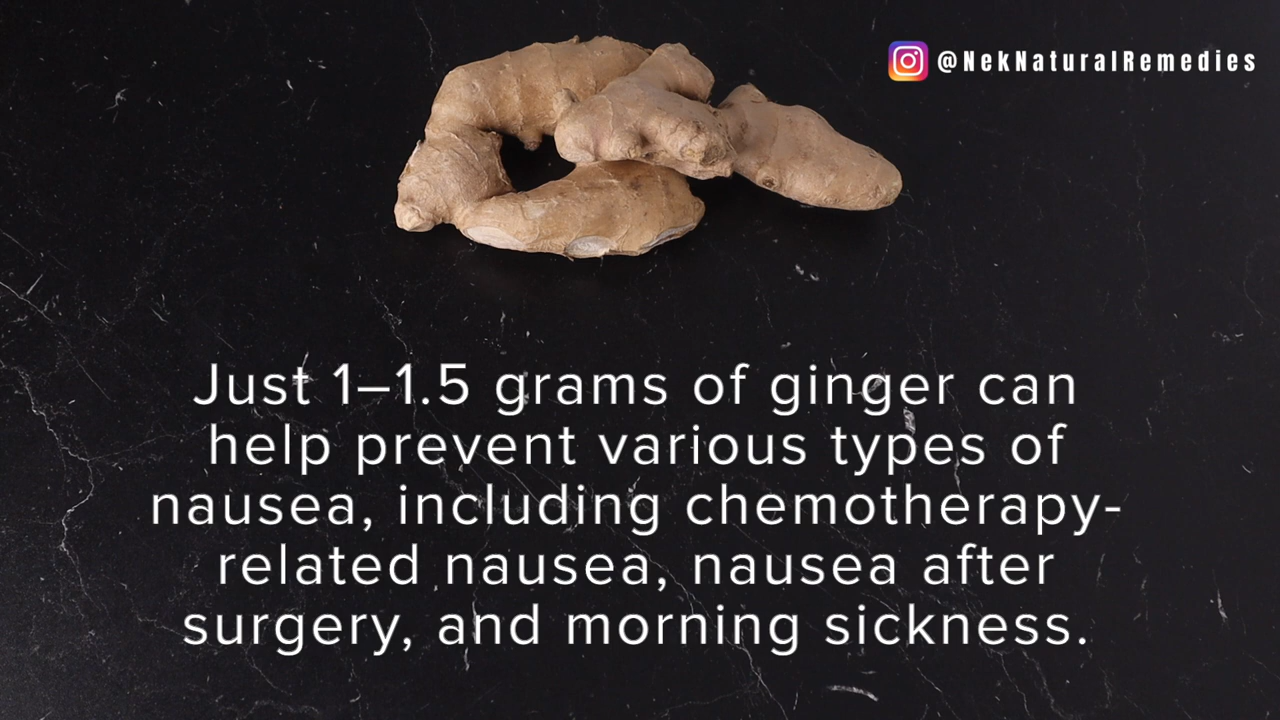 @NekNaturalRemedies
Just 1–1.5 grams of ginger can
help prevent various types of
nausea, including chemotherapy-
related nausea, nausea after
surgery, and morning sickness.